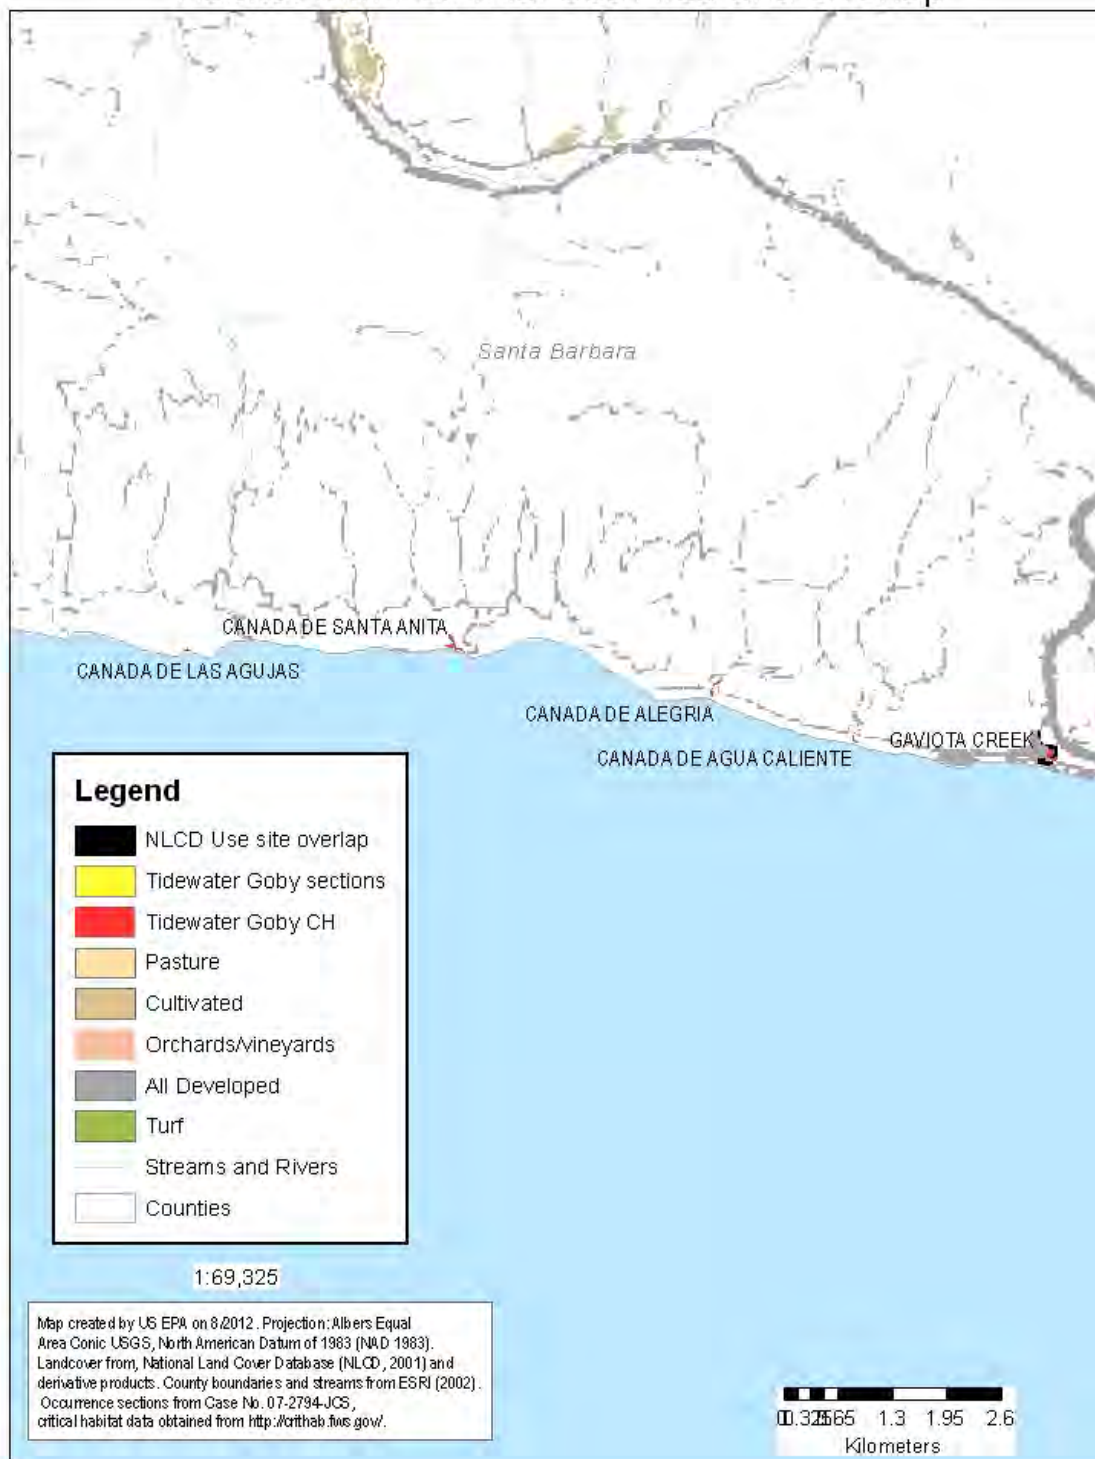 Santa Barbara
CANADA DE SANTA ANITA
CANADA DE LAS AGUJAS
CANADA DE ALEGRIA
GAVIOTA CREEK
CANADA DE AGUA CALIENTE
Legend
NLCD Use site overlap
Tidewater Goby sections
Tidewater Goby CH
Pasture
Cultivated
Orchards/vineyards
All Developed
Turf
Streams and Rivers
Counties
1:69,325
Map created by US EPA on 8/2012. Projection: Albers Equal
Area Conic USGS, North American Datum of 1983 (NAD 1983).
Landcover from, National Land Cover Database (NLCD, 2001) and
derivative products. County boundaries and streams from ESRI (2002).
Occurrence sections from Case No. 07-2794-JCS,
critical habitat data obtained from http://crithab.fws.gov/.
1.3 1.95 2.6
Kilometers